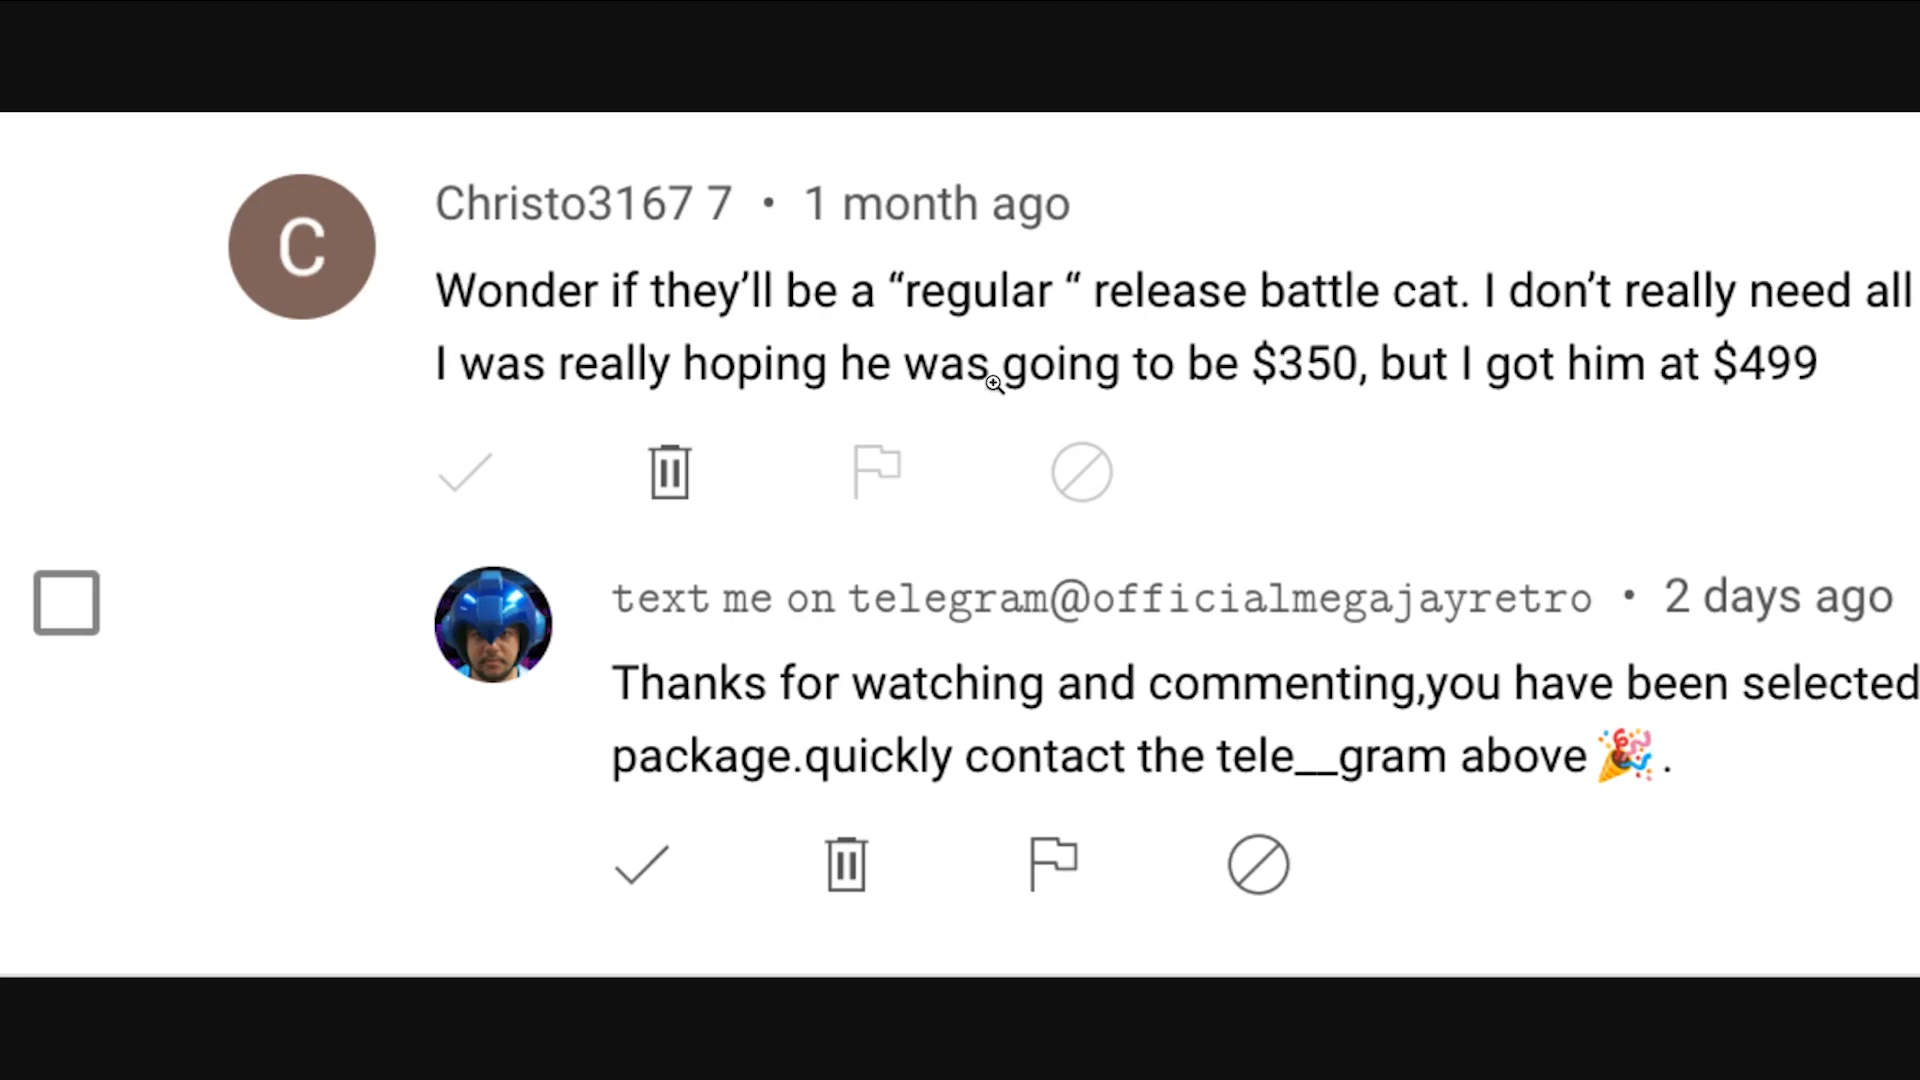 C
Christo3167 7 • 1 month ago
Wonder if they’ll be a “regular “ release battle cat. I don’t really need all
I was really hoping he was going to be $350, but I got him at $499
text me on telegram@officialmegajayretro • 2 days ago
Thanks for watching and commenting,you have been selected
package.quickly contact the tele__gram above 🎉 .